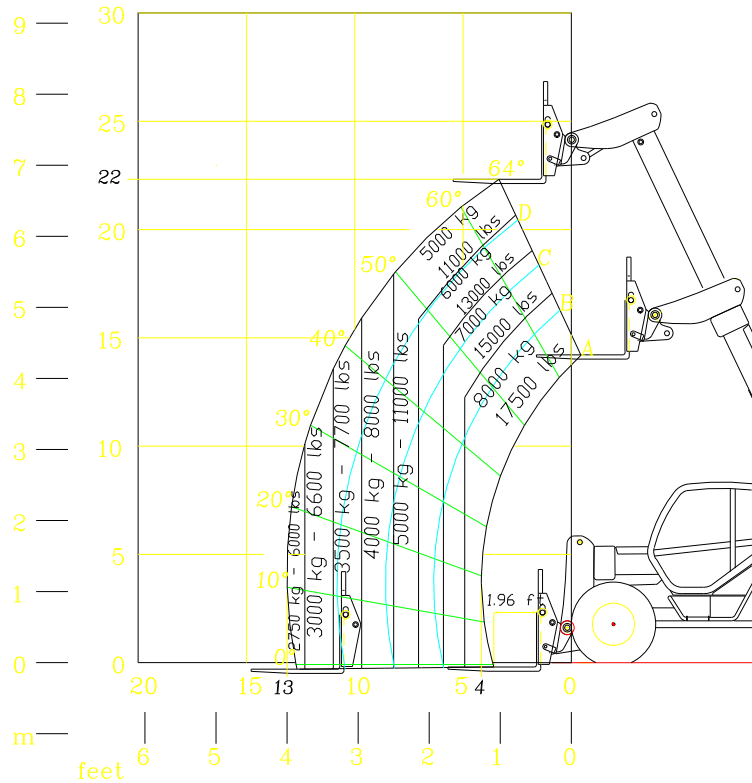 30
9
8
25
7
22
64°
60°
20
6
D
5000 kg
11000 lbs
6000 kg
50°
C
13000 lbs
7000 kg
5
B
15000 lbs
15
40°
A
4
8000 kg
17500 lbs
30°
10
3
20°
2
2750 kg - 6000 lbs
3000 kg - 6600 lbs
3500 kg - 7700 lbs
4000 kg - 8000 lbs
5000 kg - 11000 lbs
5
10°
1
1.96 ft
0°
0
0
20
15
13
10
5
4
0
m
6
5
4
3
2
1
0
feet